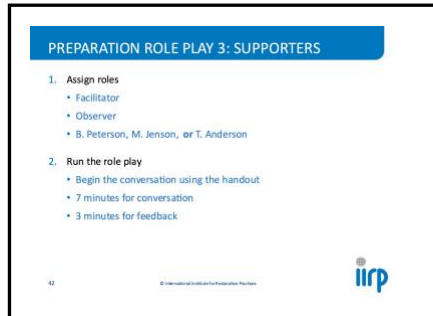 PREPARATION ROLE PLAY 3: SUPPORTERS
1. Assign roles
• Facilitator
• Observer
• B. Peterson, M. Jenson, or T. Anderson
2. Run the role play
• Begin the conversation using the handout
• 7 minutes for conversation
• 3 minutes for feedback
42
© International Institute for Restorative Practices
iirp